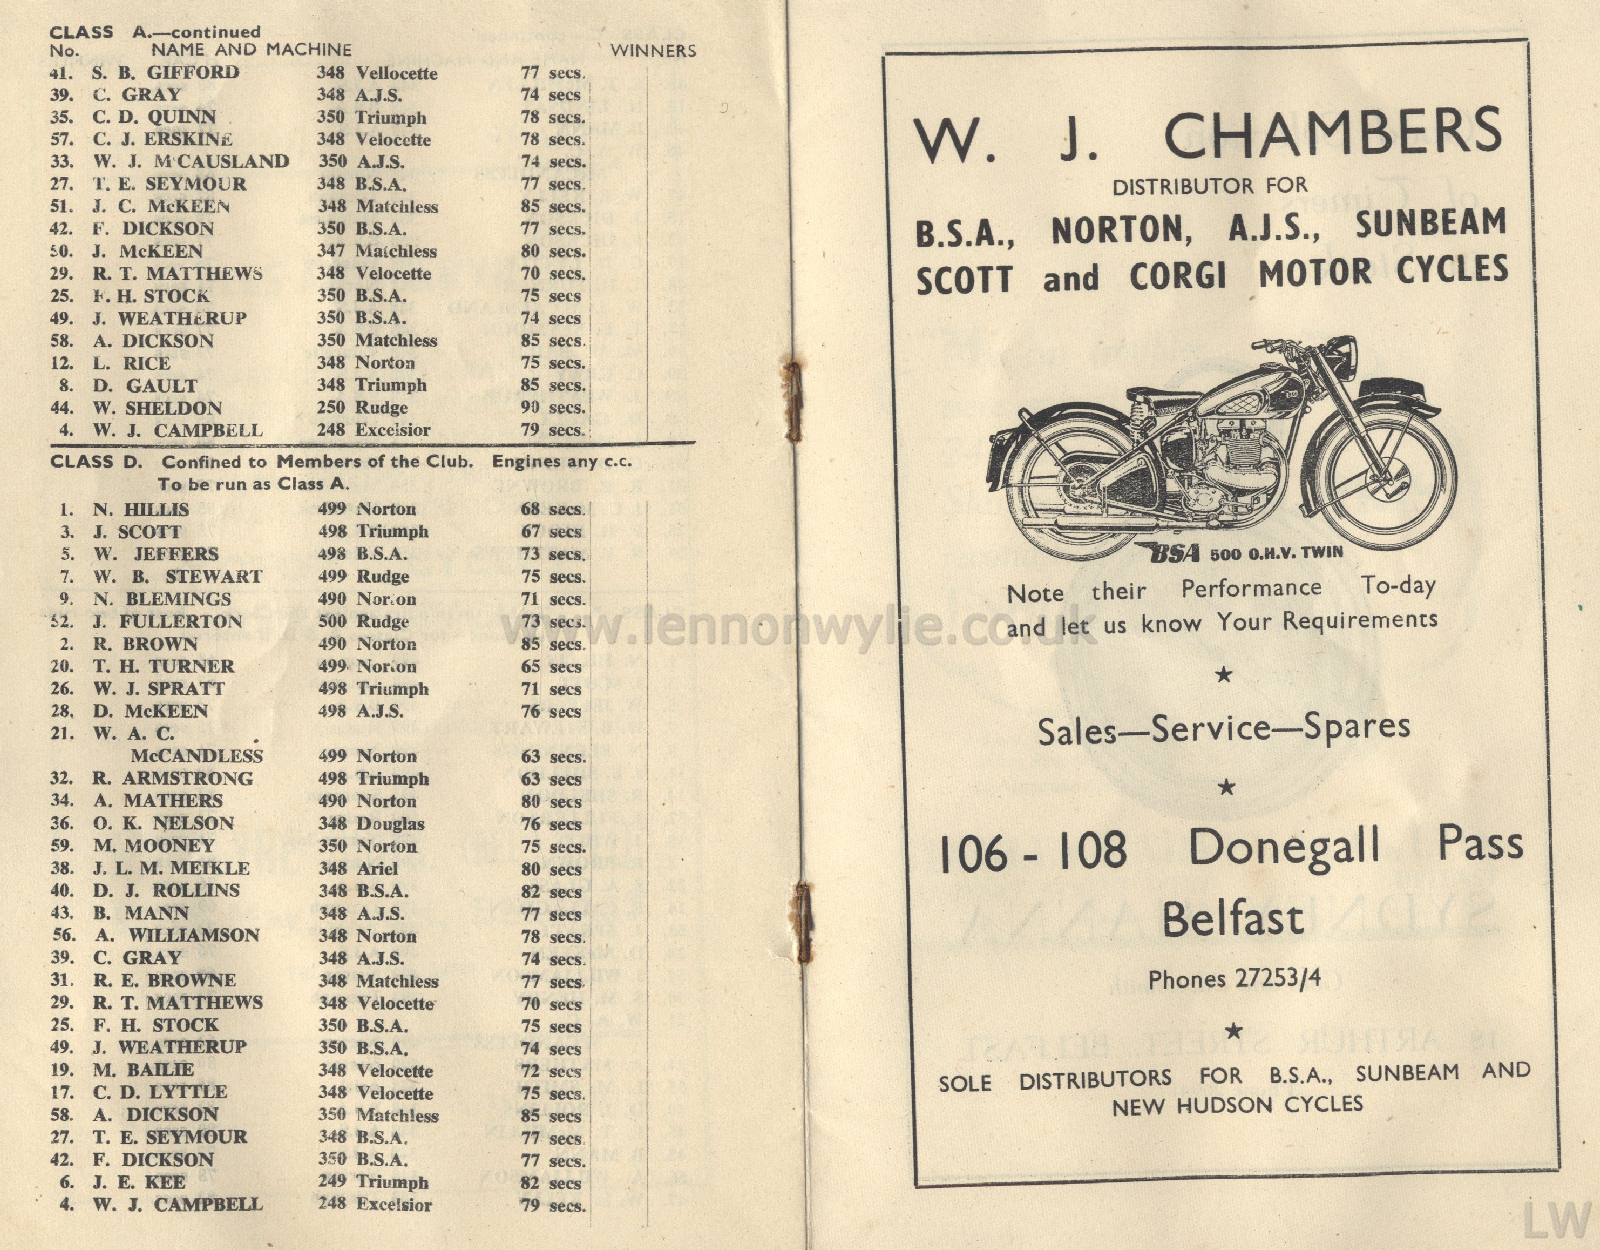 CLASS A.—continued
No. NAME AND MACHINE WINNERS
41. S. B. GIFFORD 348 Vellocette 77 secs.
39. C. GRAY 348 A.J.S. 74 secs
35. C. D. QUINN 350 Triumph 78 secs.
57. C. J. ERSKINE 348 Velocette 78 secs.
33. W. J. McCAUSLAND 350 A.J.S. 74 secs.
27. T. E. SEYMOUR 348 B.S.A. 77 secs.
51. J. C. McKEEN 348 Matchless 85 secs.
42. F. DICKSON 350 B.S.A. 77 secs.
50. J. McKEEN 347 Matchless 80 secs.
29. R. T. MATTHEWS 348 Velocette 70 secs.
25. F. H. STOCK 350 B.S.A. 75 secs
49. J. WEATHERUP 350 B.S.A. 74 secs
58. A. DICKSON 350 Matchless 85 secs.
12. L. RICE 348 Norton 75 secs.
8. D. GAULT 348 Triumph 85 secs.
44. W. SHELDON 250 Rudge 90 secs.
4. W. J. CAMPBELL 248 Excelsior 79 secs.
CLASS D. Confined to Members of the Club. Engines any c.c.
To be run as Class A.
1. N. HILLIS 499 Norton 68 secs.
3. J. SCOTT 498 Triumph 67 secs.
5. W. JEFFERS 498 B.S.A. 73 secs.
7. W. B. STEWART 499 Rudge 75 secs.
9. N. BLEMINGS 490 Norton 71 secs.
52. J. FULLERTON 500 Rudge 73 secs.
2. R. BROWN 490 Norton 85 secs.
20. T. H. TURNER 499 Norton 65 secs
26. W. J. SPRATT 498 Triumph 71 secs
28. D. McKEEN 498 A.J.S. 76 secs
21. W. A. C.
McCANDLESS 499 Norton 63 secs.
32. R. ARMSTRONG 498 Triumph 63 secs
34. A. MATHERS 490 Norton 80 secs
36. O. K. NELSON 348 Douglas 76 secs
59. M. MOONEY 350 Norton 75 secs.
38. J. L. M. MEIKLE 348 Ariel 80 secs
40. D. J. ROLLINS 348 B.S.A. 82 secs
43. B. MANN 348 A.J.S. 77 secs
56. A. WILLIAMSON 348 Norton 78 secs.
39. C. GRAY 348 A.J.S. 74 secs.
31. R. E. BROWNE 348 Matchless 77 secs.
29. R. T. MATTHEWS 348 Velocette 70 secs
25. F. H. STOCK 350 B.S.A. 75 secs
49. J. WEATHERUP 350 B.S.A. 74 secs
19. M. BAILIE 348 Velocette 72 secs
17. C. D. LYTTLE 348 Velocette 75 secs.
58. A. DICKSON 350 Matchless 85 secs
27. T. E. SEYMOUR 348 B.S.A. 77 secs
42. F. DICKSON 350 B.S.A. 77 secs.
6. J. E. KEE 249 Triumph 82 secs
4. W. J. CAMPBELL 248 Excelsior 79 secs.
W. J. CHAMBERS
DISTRIBUTOR FOR
B.S.A., NORTON, A.J.S., SUNBEAM
SCOTT and CORGI MOTOR CYCLES
BSA 500 O.H.V. TWIN
Note their Performance To-day
and let us know Your Requirements
Sales—Service—Spares
106 - 108 Donegall Pass
Belfast
Phones 27253/4
SOLE DISTRIBUTORS FOR B.S.A., SUNBEAM AND
NEW HUDSON CYCLES
www.lennonwylie.co.uk
LW